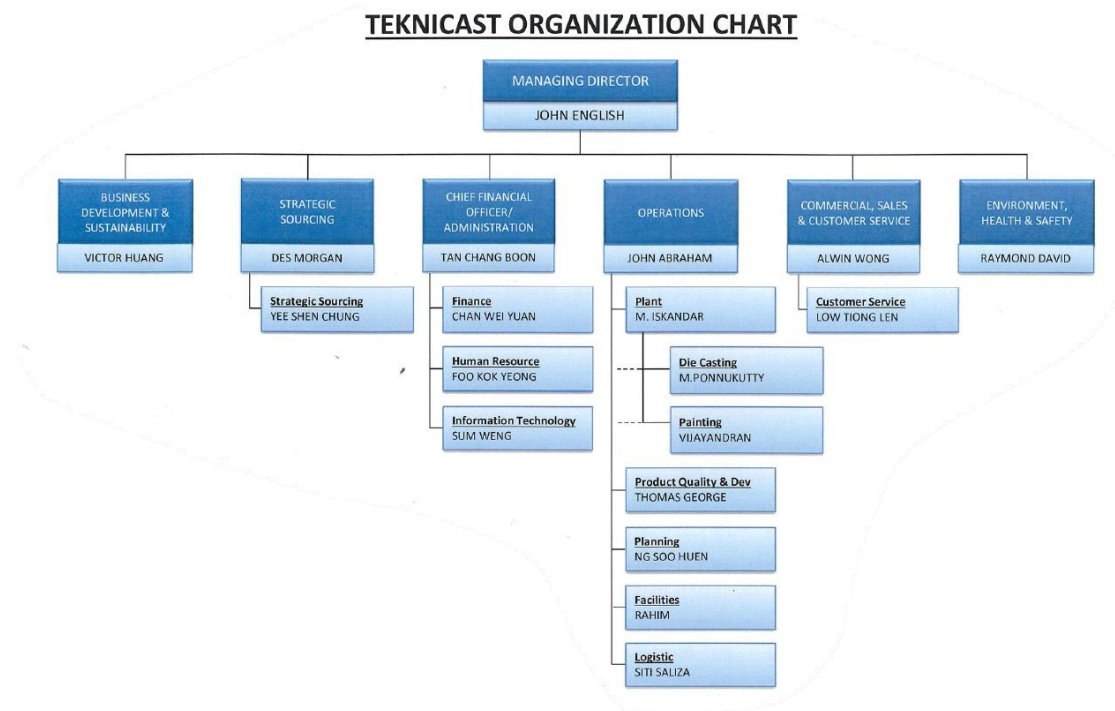 TEKNICAST ORGANIZATION CHART
MANAGING DIRECTOR
JOHN ENGLISH
BUSINESS
DEVELOPMENT &
SUSTAINABILITY
VICTOR HUANG
STRATEGIC
SOURCING
DES MORGAN
Strategic Sourcing
YEE SHEN CHUNG
CHIEF FINANCIAL
OFFICER/
ADMINISTRATION
TAN CHANG BOON
Finance
CHAN WEI YUAN
Human Resource
FOO KOK YEONG
Information Technology
SUM WENG
OPERATIONS
JOHN ABRAHAM
Plant
M. ISKANDAR
Die Casting
M.PONNUKUTTY
Painting
VIJAYANDRAN
Product Quality & Dev
THOMAS GEORGE
Planning
NG SOO HUEN
Facilities
RAHIM
Logistic
SITI SALIZA
COMMERCIAL, SALES
& CUSTOMER SERVICE
ALWIN WONG
Customer Service
LOW TIONG LEN
ENVIRONMENT,
HEALTH & SAFETY
RAYMOND DAVID